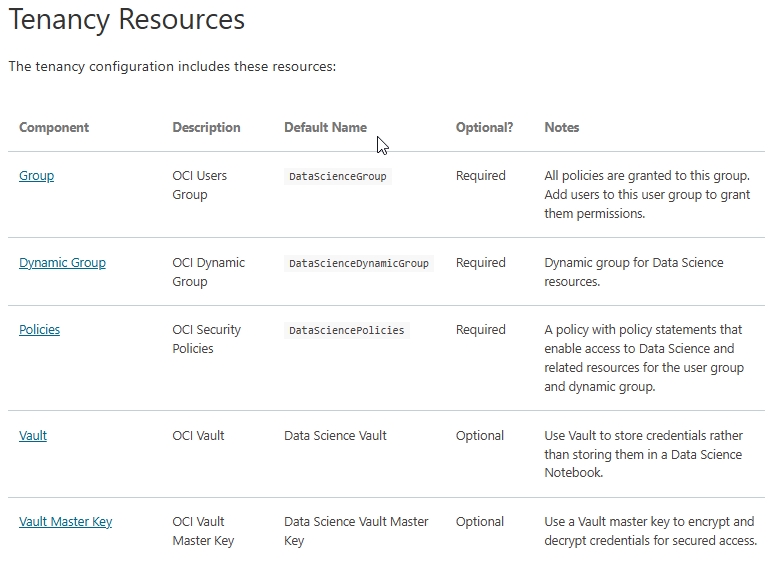 Tenancy Resources
The tenancy configuration includes these resources:
Component Description Default Name Optional? Notes
Group OCI Users Group DataScienceGroup Required All policies are granted to this group. Add users to this user group to grant them permissions.
Dynamic Group OCI Dynamic Group DataScienceDynamicGroup Required Dynamic group for Data Science resources.
Policies OCI Security Policies DataSciencePolicies Required A policy with policy statements that enable access to Data Science and related resources for the user group and dynamic group.
Vault OCI Vault Data Science Vault Optional Use Vault to store credentials rather than storing them in a Data Science Notebook.
Vault Master Key OCI Vault Master Key Data Science Vault Master Key Optional Use a Vault master key to encrypt and decrypt credentials for secured access.